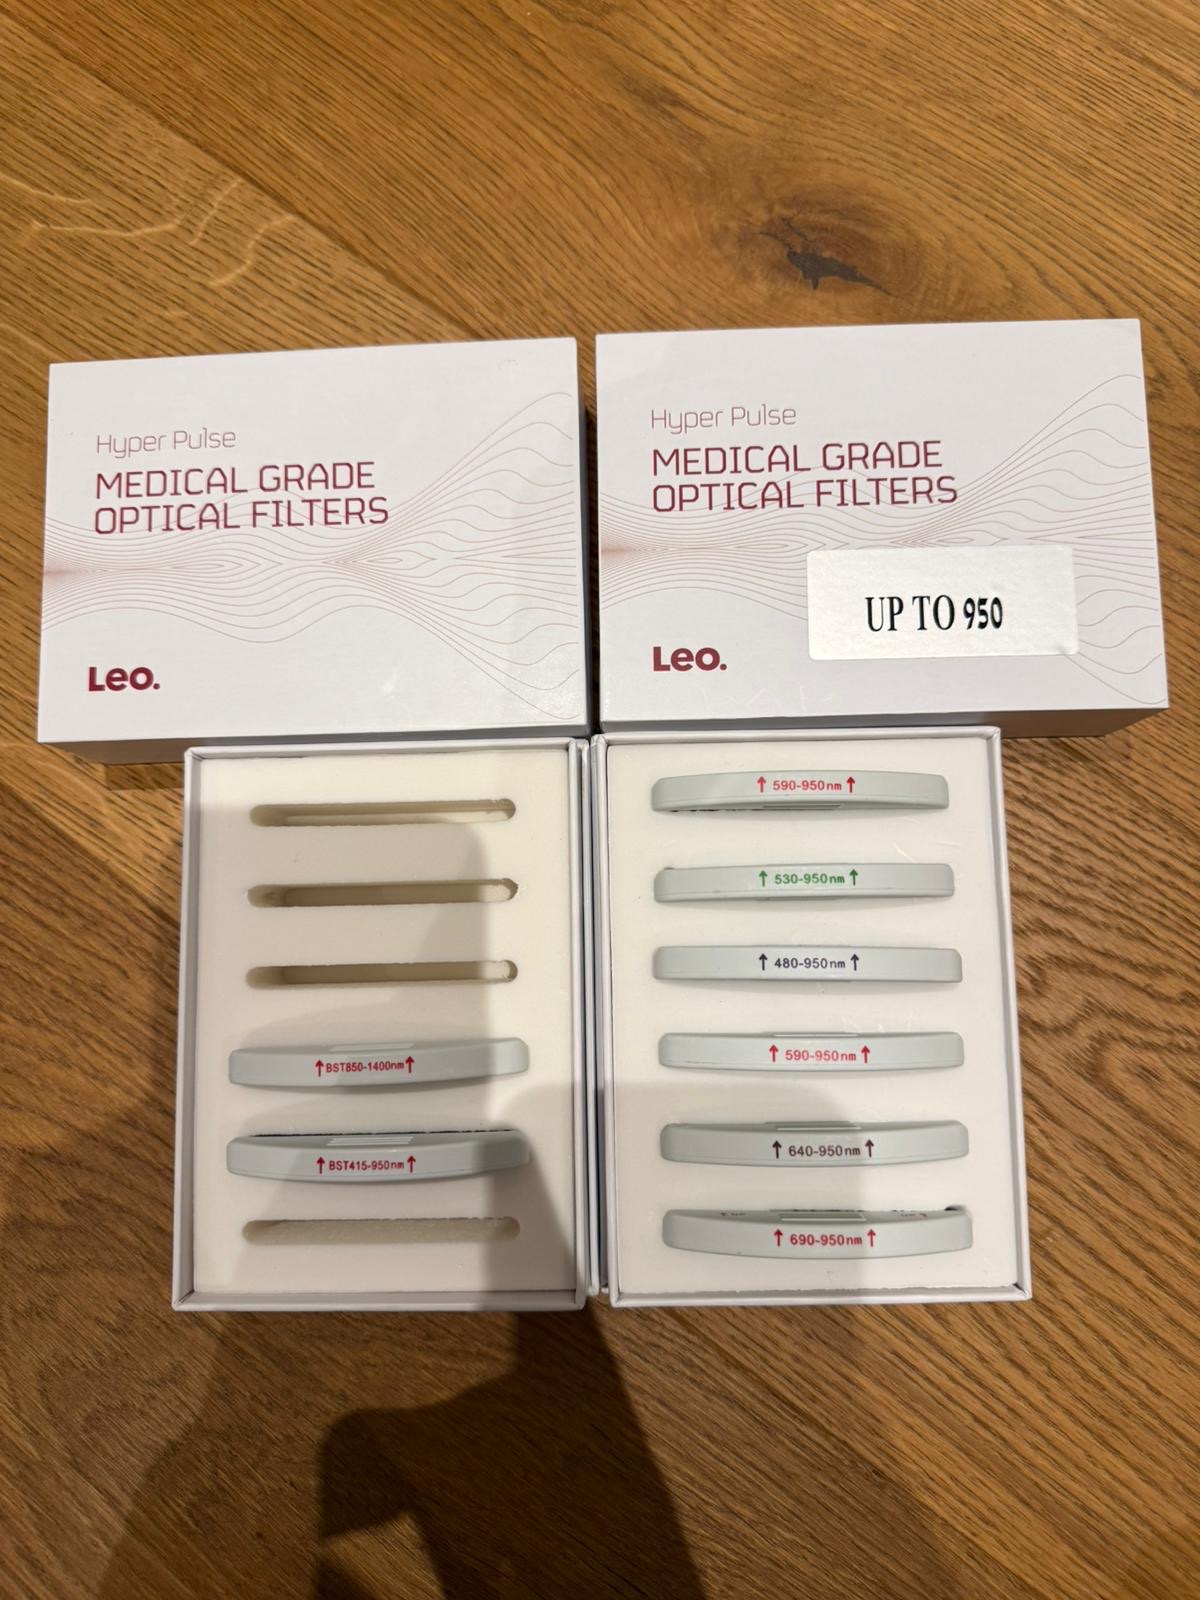 Hyper Pulse
MEDICAL GRADE
OPTICAL FILTERS
Leo.
Hyper Pulse
MEDICAL GRADE
OPTICAL FILTERS
UP TO 950
Leo.
↑ BST850-1400nm ↑
↑ BST415-950nm ↑
↑ 590-950nm ↑
↑ 530-950nm ↑
↑ 480-950nm ↑
↑ 590-950nm ↑
↑ 640-950nm ↑
↑ 690-950nm ↑